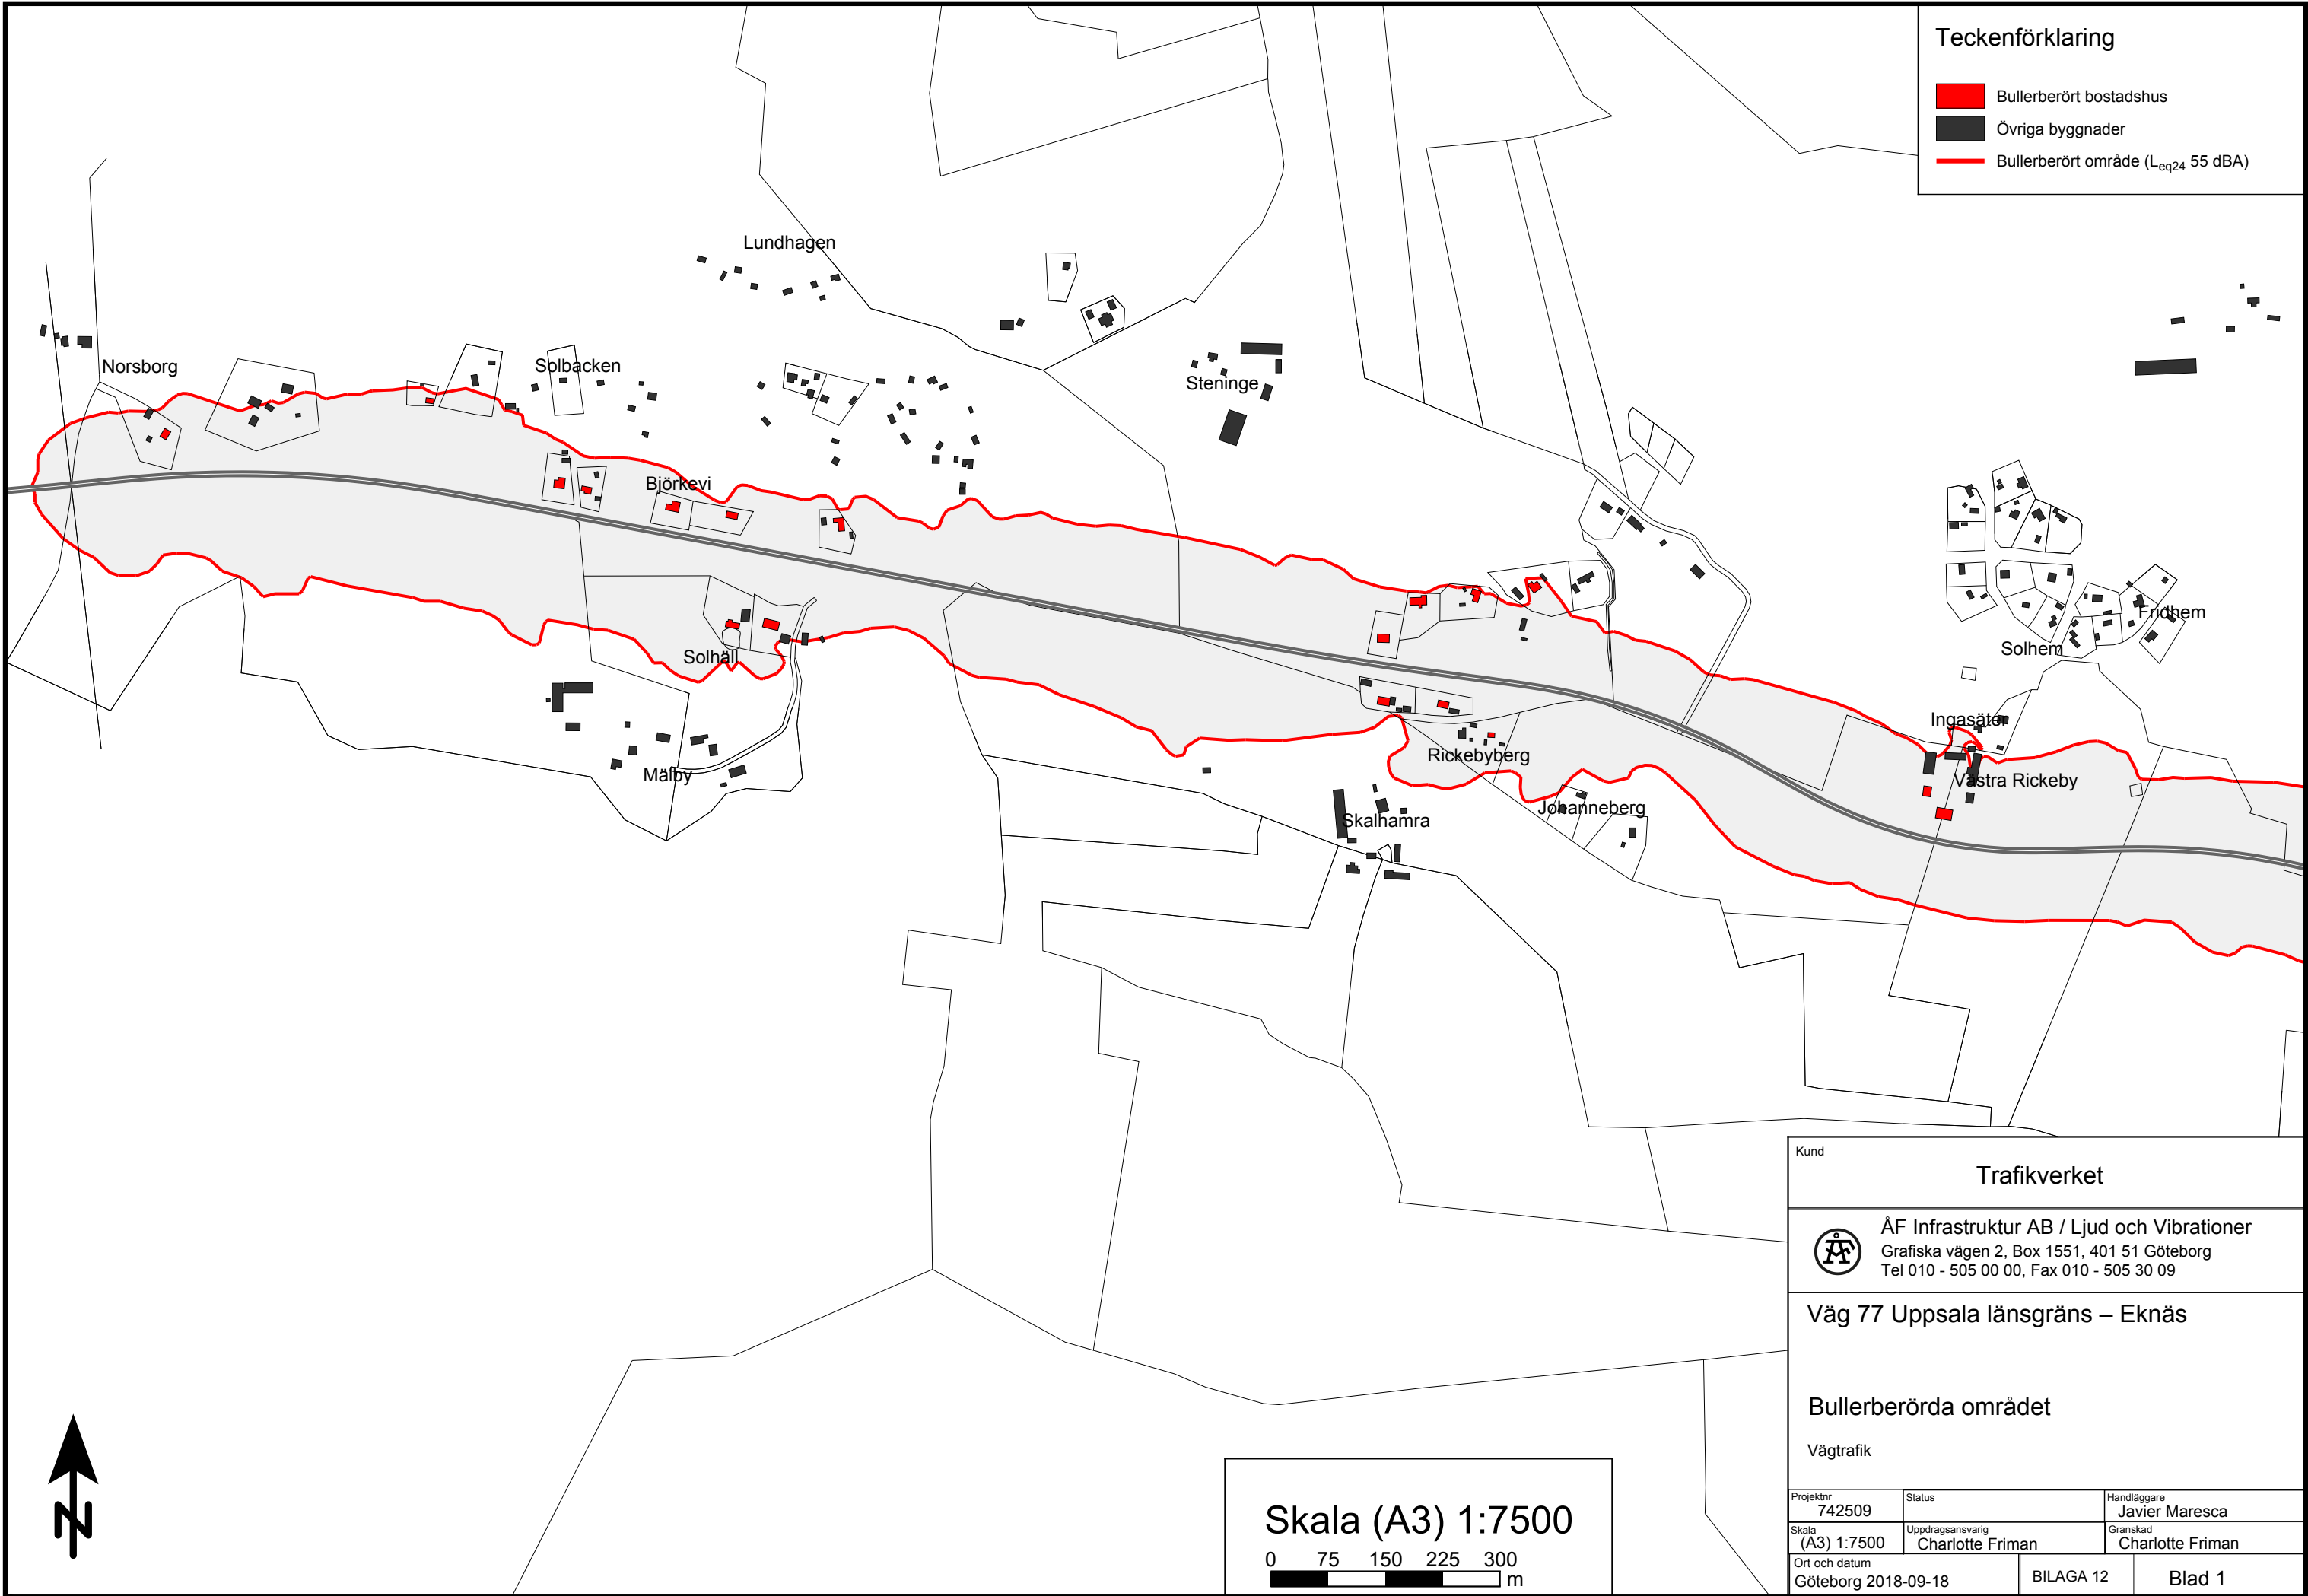 Teckenförklaring
Bullerberört bostadshus
Övriga byggnader
Bullerberört område (Leq24 55 dBA)
Lundhagen
Norsborg
Solbacken
Steninge
Björkevi
Fridhem
Solhem
Solhäll
Ingasäter
Rickebyberg
Mälby
Västra Rickeby
Johanneberg
Skalhamra
N
Skala (A3) 1:7500
0 75 150 225 300
m
Kund
Trafikverket
ÅF
ÅF Infrastruktur AB / Ljud och Vibrationer
Grafiska vägen 2, Box 1551, 401 51 Göteborg
Tel 010 - 505 00 00, Fax 010 - 505 30 09
Väg 77 Uppsala länsgräns – Eknäs
Bullerberörda området
Vägtrafik
Projektnr
742509
Status
Handläggare
Javier Maresca
Skala
(A3) 1:7500
Uppdragsansvarig
Charlotte Friman
Granskad
Charlotte Friman
Ort och datum
Göteborg 2018-09-18
BILAGA 12
Blad 1